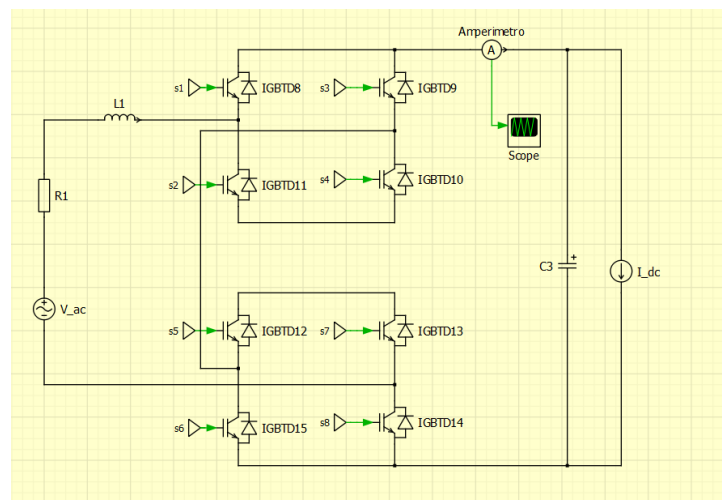 Amperimetro
A
s1
IGBTD8
s3
IGBTD9
L1
Scope
s2
IGBTD11
s4
IGBTD10
R1
C3
+
I_dc
V_ac
s5
IGBTD12
s7
IGBTD13
s6
IGBTD15
s8
IGBTD14